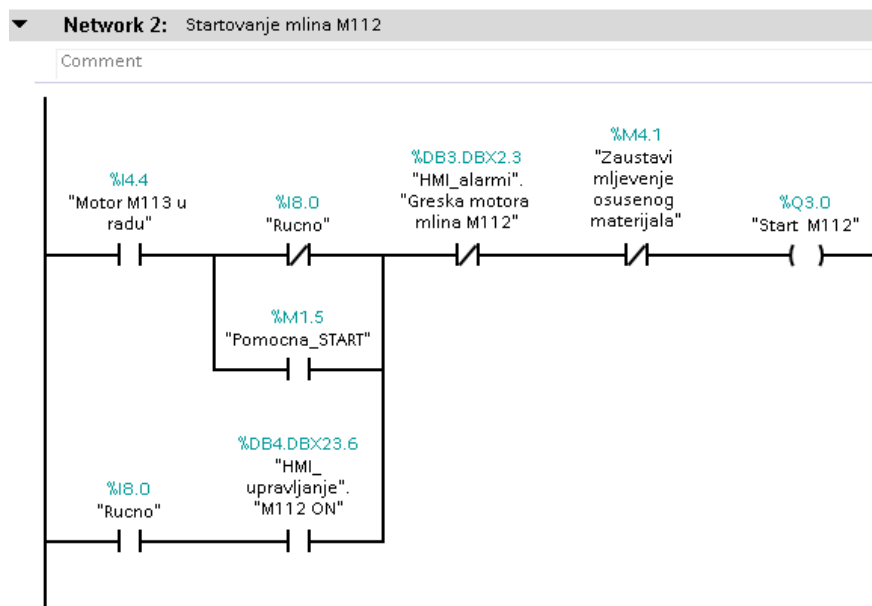 Network 2: Startovanje mlina M112
Comment
%I4.4
"Motor M113 u
radu"
%I8.0
"Rucno"
%DB3.DBX2.3
"HMI_alarmi".
"Greska motora
mlina M112"
%M4.1
"Zaustavi
mljevenje
osusenog
materijala"
%Q3.0
"Start M112"
%M1.5
"Pomocna_START"
%I8.0
"Rucno"
%DB4.DBX23.6
"HMI_
upravljanje".
"M112 ON"